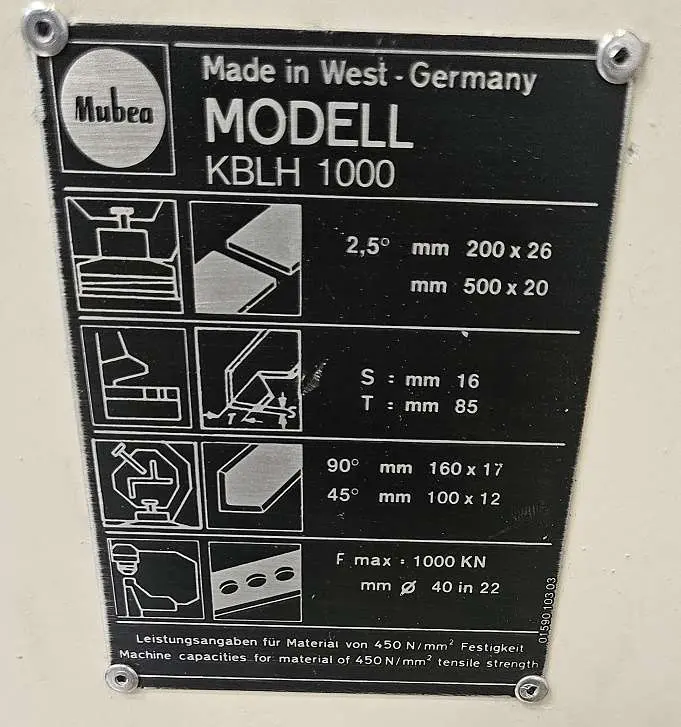 Mubea
Made in West - Germany
MODELL
KBLH 1000
2,5° mm 200 x 26
mm 500 x 20
T S
S : mm 16
T : mm 85
90° mm 160 x 17
45° mm 100 x 12
F max : 1000 KN
mm ⌀ 40 in 22
01590 103 03
Leistungsangaben für Material von 450 N/mm² Festigkeit
Machine capacities for material of 450 N/mm² tensile strength